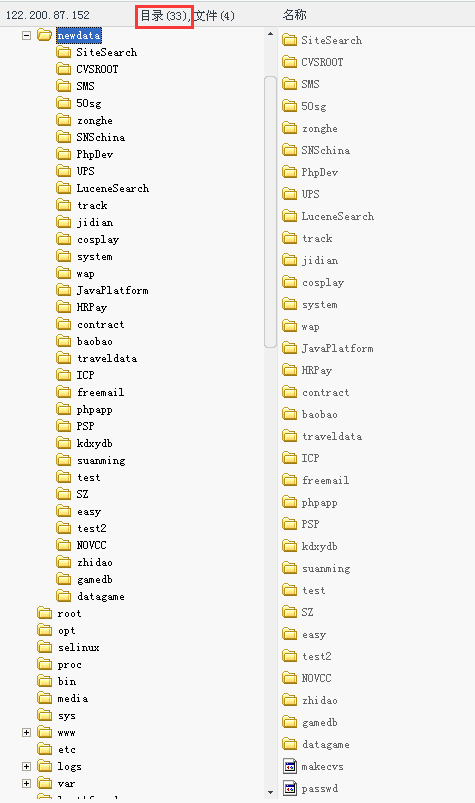 122.200.87.152 目录(33),文件(4) 名称
newdata
SiteSearch
CVSROOT
SMS
50sg
zonghe
SNSchina
PhpDev
UPS
LuceneSearch
track
jidian
cosplay
system
wap
JavaPlatform
HRPay
contract
baobao
traveldata
ICP
freemail
phpapp
PSP
kdxydb
suanming
test
SZ
easy
test2
NOVCC
zhidao
gamedb
datagame
root
opt
selinux
proc
bin
media
sys
www
etc
logs
var
SiteSearch
CVSROOT
SMS
50sg
zonghe
SNSchina
PhpDev
UPS
LuceneSearch
track
jidian
cosplay
system
wap
JavaPlatform
HRPay
contract
baobao
traveldata
ICP
freemail
phpapp
PSP
kdxydb
suanming
test
SZ
easy
test2
NOVCC
zhidao
gamedb
datagame
makecvs
passwd